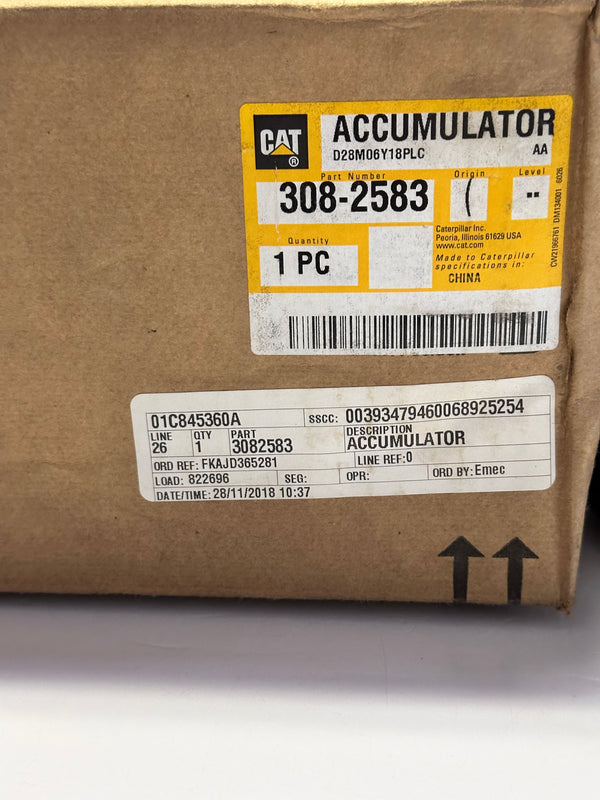 CAT®
ACCUMULATOR
D28M06Y18PLC AA
Part Number Origin Level
308-2583 ( --
Quantity
1 PC
Caterpillar Inc.
Peoria, Illinois 61629 USA
www.cat.com
Made to Caterpillar
specifications in:
CHINA
CW21966761 DM134001 6026
01C845360A SSCC: 00393479460068925254
LINE QTY PART DESCRIPTION
26 1 3082583 ACCUMULATOR
ORD REF: FKAJD365281 LINE REF:0
LOAD: 822696 SEG: OPR: ORD BY: Emec
DATE/TIME: 28/11/2018 10:37